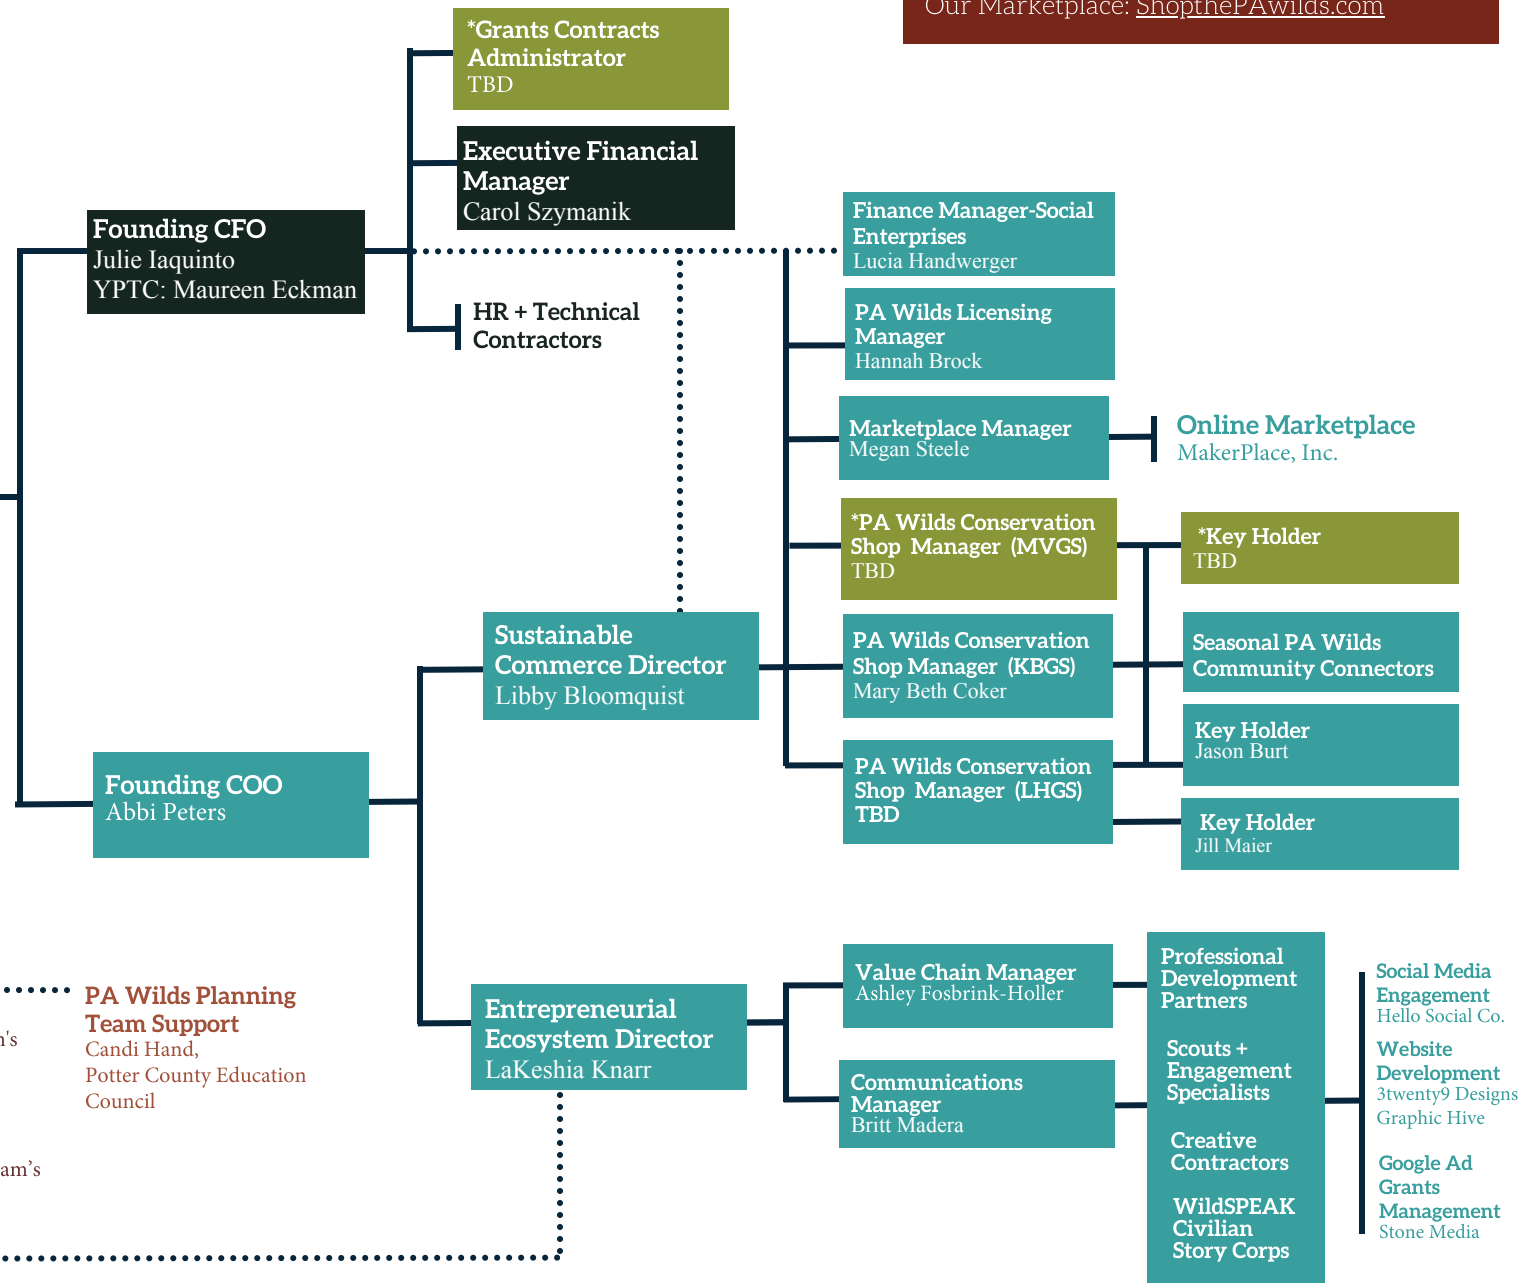 Our Marketplace: ShopthePAwilds.com
*Grants Contracts
Administrator
TBD
Executive Financial
Manager
Carol Szymanik
Founding CFO
Julie Iaquinto
YPTC: Maureen Eckman
HR + Technical
Contractors
Finance Manager-Social
Enterprises
Lucia Handwerger
PA Wilds Licensing
Manager
Hannah Brock
Marketplace Manager
Megan Steele
Online Marketplace
MakerPlace, Inc.
*PA Wilds Conservation
Shop Manager (MVGS)
TBD
*Key Holder
TBD
Sustainable
Commerce Director
Libby Bloomquist
PA Wilds Conservation
Shop Manager (KBGS)
Mary Beth Coker
Seasonal PA Wilds
Community Connectors
Key Holder
Jason Burt
Founding COO
Abbi Peters
PA Wilds Conservation
Shop Manager (LHGS)
TBD
Key Holder
Jill Maier
PA Wilds Planning
Team Support
Candi Hand,
Potter County Education
Council
n's
am's
Entrepreneurial
Ecosystem Director
LaKeshia Knarr
Value Chain Manager
Ashley Fosbrink-Holler
Communications
Manager
Britt Madera
Professional
Development
Partners
Scouts +
Engagement
Specialists
Creative
Contractors
WildSPEAK
Civilian
Story Corps
Social Media
Engagement
Hello Social Co.
Website
Development
3twenty9 Designs
Graphic Hive
Google Ad
Grants
Management
Stone Media